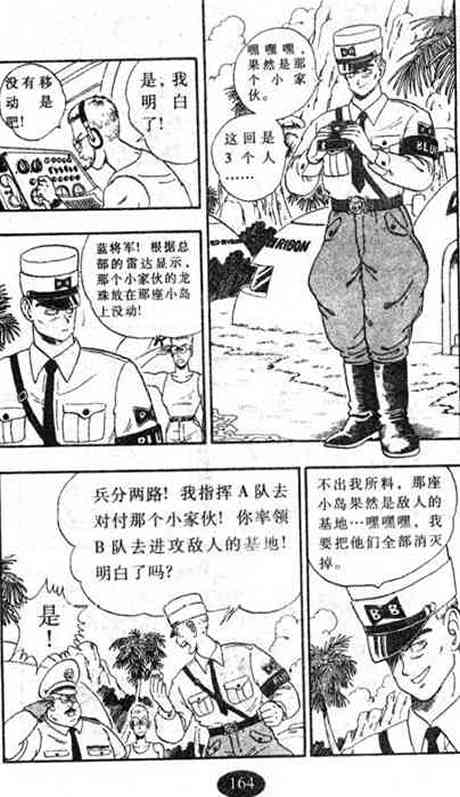 嘿嘿嘿，
果然是那
个小家
伙。
这回是
3个人
……
BLU
RIBON
是，我
明白
了！
没有移
动是
吧！
蓝将军！根据总
部的雷达显示，
那个小家伙的龙
珠放在那座小岛
上没动！
BLU
不出我所料，那座
小岛果然是敌人的
基地…嘿嘿嘿，我
要把他们全部消灭
掉。
BB
兵分两路！我指挥A队去
对付那个小家伙！你率领
B队去进攻敌人的基地！
明白了吗？
是！
164